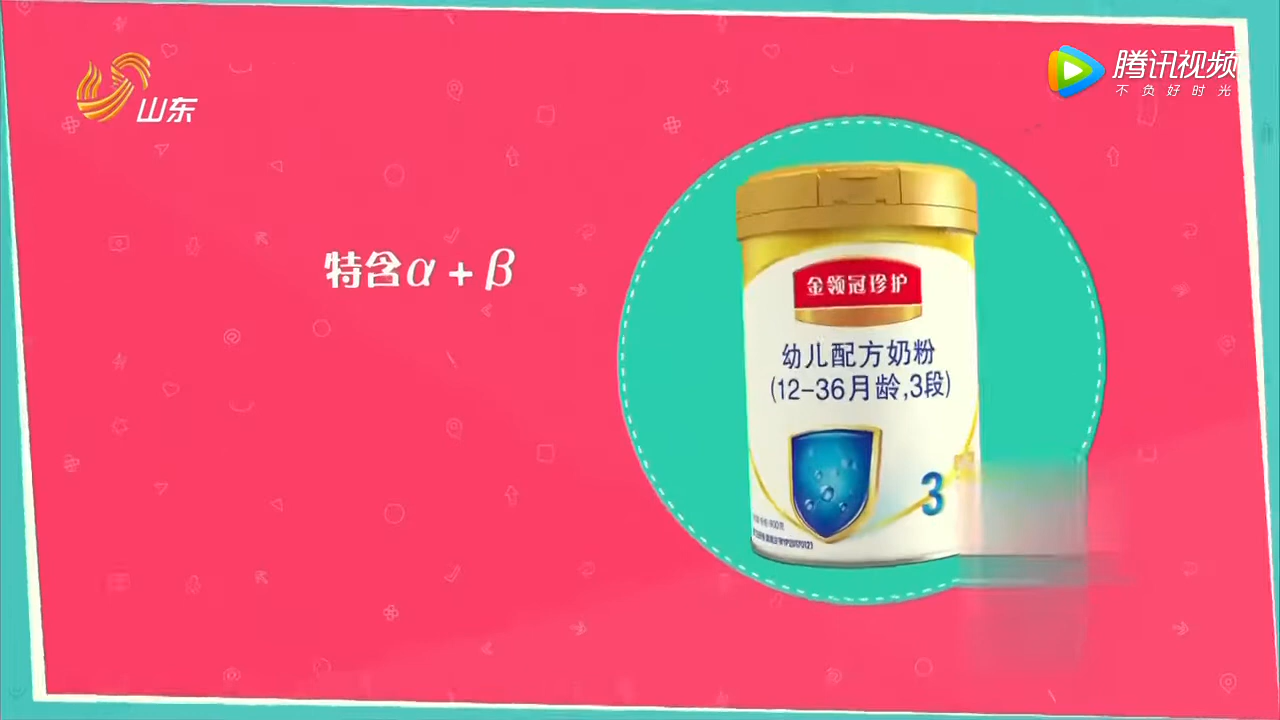 山东
腾讯视频
不负好时光
特含α+β
金领冠珍护
幼儿配方奶粉
(12-36月龄,3段)
3